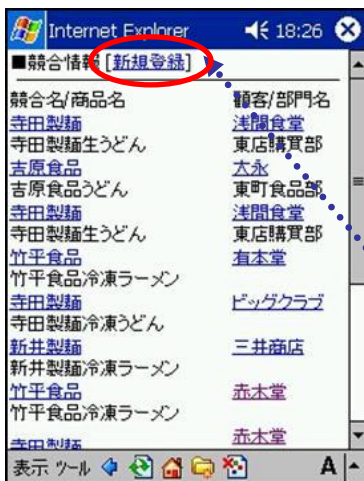 Internet Explorer 18:26
■競合情報 [新規登録]
競合名/商品名 顧客/部門名
寺田製麺 浅間食堂
寺田製麺生うどん 東店購買部
吉原食品 大永
吉原食品うどん 東町食品部
寺田製麺 浅間食堂
寺田製麺生うどん 東店購買部
竹平食品 有本堂
竹平食品冷凍ラーメン
寺田製麺 ビッグクラブ
寺田製麺冷凍うどん
新井製麺 三井商店
新井製麺冷凍ラーメン
竹平食品 赤木堂
竹平食品冷凍ラーメン
寺田製麺 赤木堂
表示 ツール A